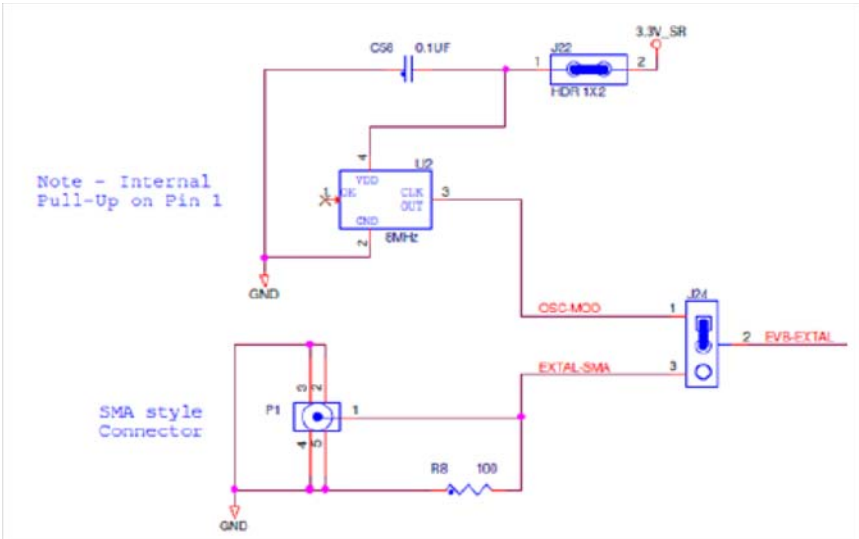 3.3V_SR
C56 0.1UF
J22
1 2
HDR 1X2
4
U2
VDD
Note - Internal
Pull-Up on Pin 1
1 OE CLK 3
OUT
GND
2 8MHz
GND
J24
OSC-MOD 1
2 EVB-EXTAL
EXTAL-SMA 3
3 2
SMA style
Connector
P1 1
4 5
R8 100
GND